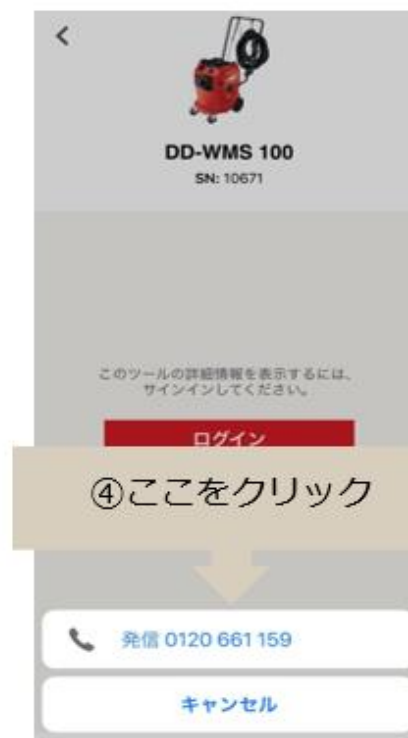 DD-WMS 100
SN: 10671
このツールの詳細情報を表示するには、
サインインしてください。
ログイン
④ここをクリック
発信 0120 661 159
キャンセル